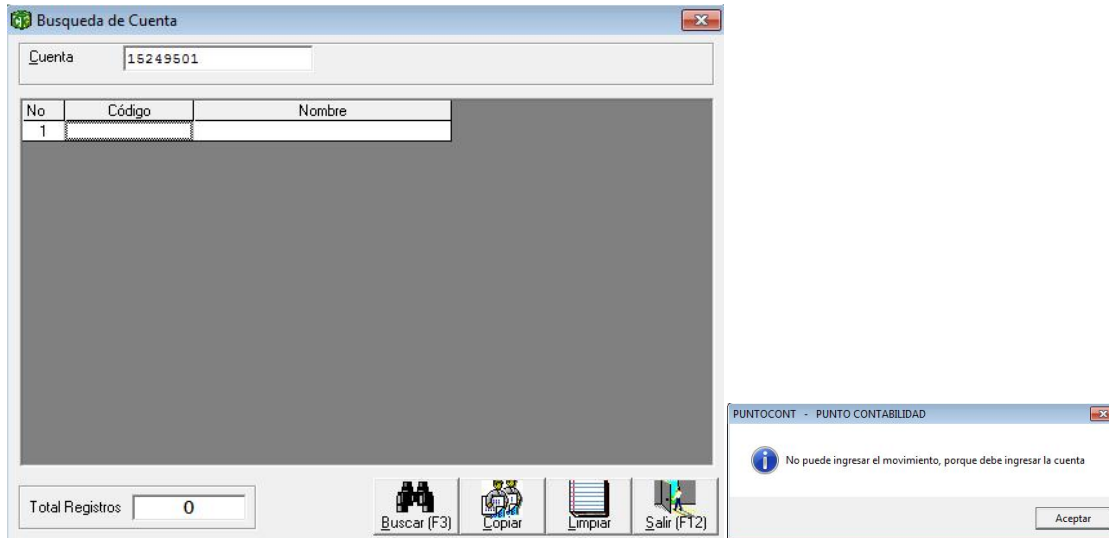 Busqueda de Cuenta
Cuenta 15249501
No Código Nombre
1
Total Registros 0
Buscar (F3) Copiar Limpiar Salir (F12)
PUNTOCONT - PUNTO CONTABILIDAD
No puede ingresar el movimiento, porque debe ingresar la cuenta
Aceptar